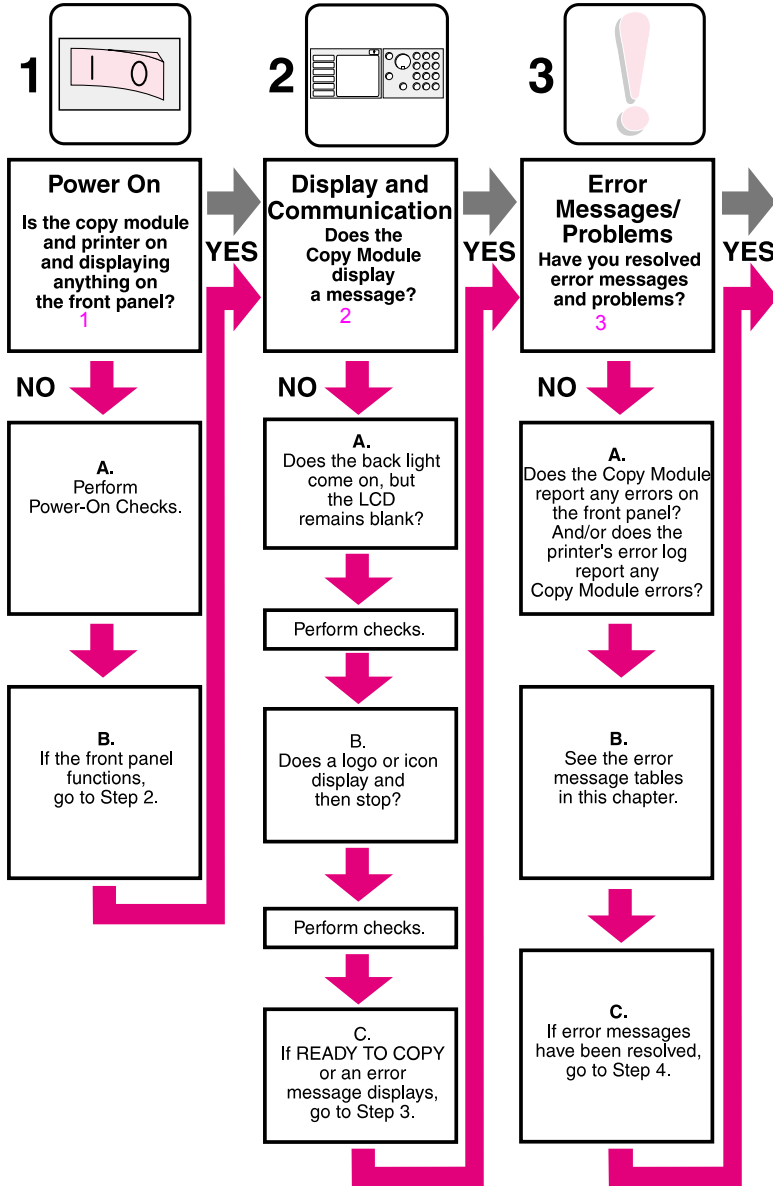 1
I O
Power On
Is the copy module
and printer on
and displaying
anything on
the front panel?
1
YES
NO
A.
Perform
Power-On Checks.
B.
If the front panel
functions,
go to Step 2.
2
Display and
Communication
Does the
Copy Module
display
a message?
2
YES
NO
A.
Does the back light
come on, but
the LCD
remains blank?
Perform checks.
B.
Does a logo or icon
display and
then stop?
Perform checks.
C.
If READY TO COPY
or an error
message displays,
go to Step 3.
3
Error
Messages/
Problems
Have you resolved
error messages
and problems?
3
YES
NO
A.
Does the Copy Module
report any errors on
the front panel?
And/or does the
printer's error log
report any
Copy Module errors?
B.
See the error
message tables
in this chapter.
C.
If error messages
have been resolved,
go to Step 4.